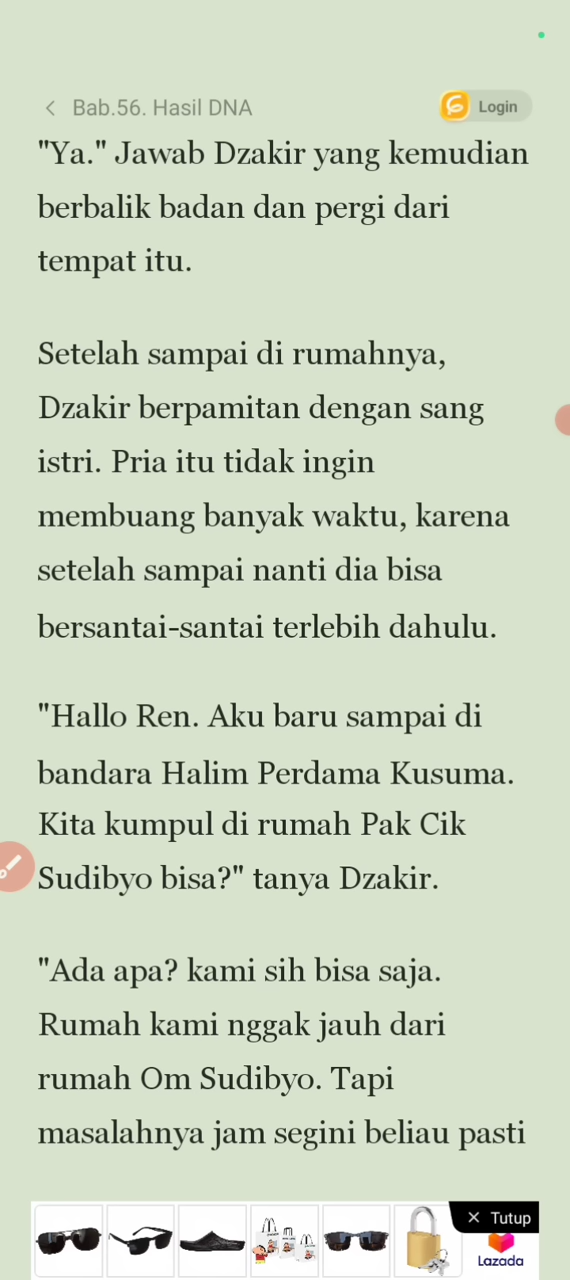 Bab.56. Hasil DNA
Login
"Ya." Jawab Dzakir yang kemudian
berbalik badan dan pergi dari
tempat itu.
Setelah sampai di rumahnya,
Dzakir berpamitan dengan sang
istri. Pria itu tidak ingin
membuang banyak waktu, karena
setelah sampai nanti dia bisa
bersantai-santai terlebih dahulu.
"Hallo Ren. Aku baru sampai di
bandara Halim Perdama Kusuma.
Kita kumpul di rumah Pak Cik
Sudibyo bisa?" tanya Dzakir.
"Ada apa? kami sih bisa saja.
Rumah kami nggak jauh dari
rumah Om Sudibyo. Tapi
masalahnya jam segini beliau pasti
Tutup
Lazada